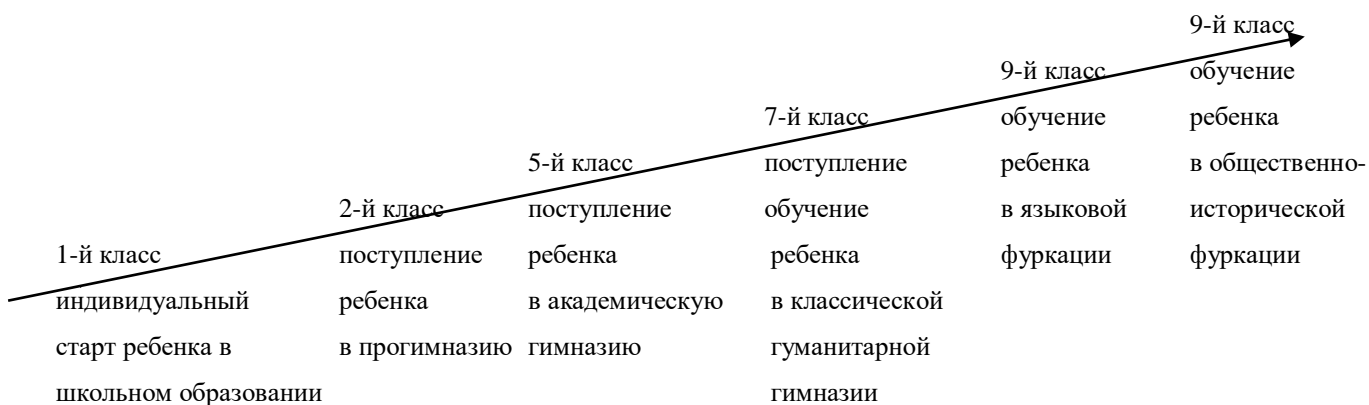 1-й класс
индивидуальный
старт ребенка в
школьном образовании
2-й класс
поступление
ребенка
в прогимназию
5-й класс
поступление
ребенка
в академическую
гимназию
7-й класс
поступление
обучение
ребенка
в классической
гуманитарной
гимназии
9-й класс
обучение
ребенка
в языковой
фуркации
9-й класс
обучение
ребенка
в общественно-
исторической
фуркации